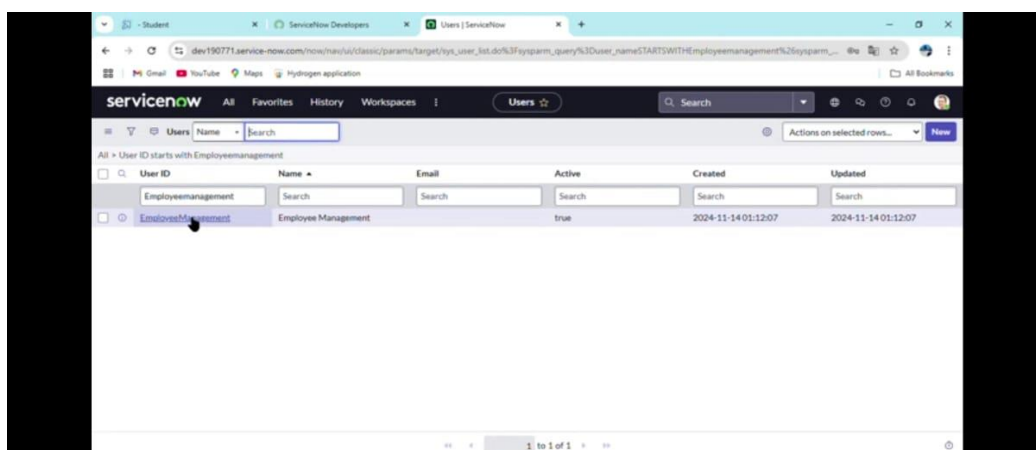 - Student
ServiceNow Developers
Users | ServiceNow
dev190771.service-now.com/now/nav/ui/classic/params/target/sys_user_list.do%3Fsysparm_query%3Duser_nameSTARTSWITHEmployeemanagement%26sysparm_...
Gmail YouTube Maps Hydrogen application All Bookmarks
servicenow All Favorites History Workspaces Users Search
Users Name Search Actions on selected rows... New
All > User ID starts with Employeemanagement
User ID Name Email Active Created Updated
Employeemanagement Search Search Search Search Search
EmployeeManagement Employee Management true 2024-11-14 01:12:07 2024-11-14 01:12:07
1 to 1 of 1